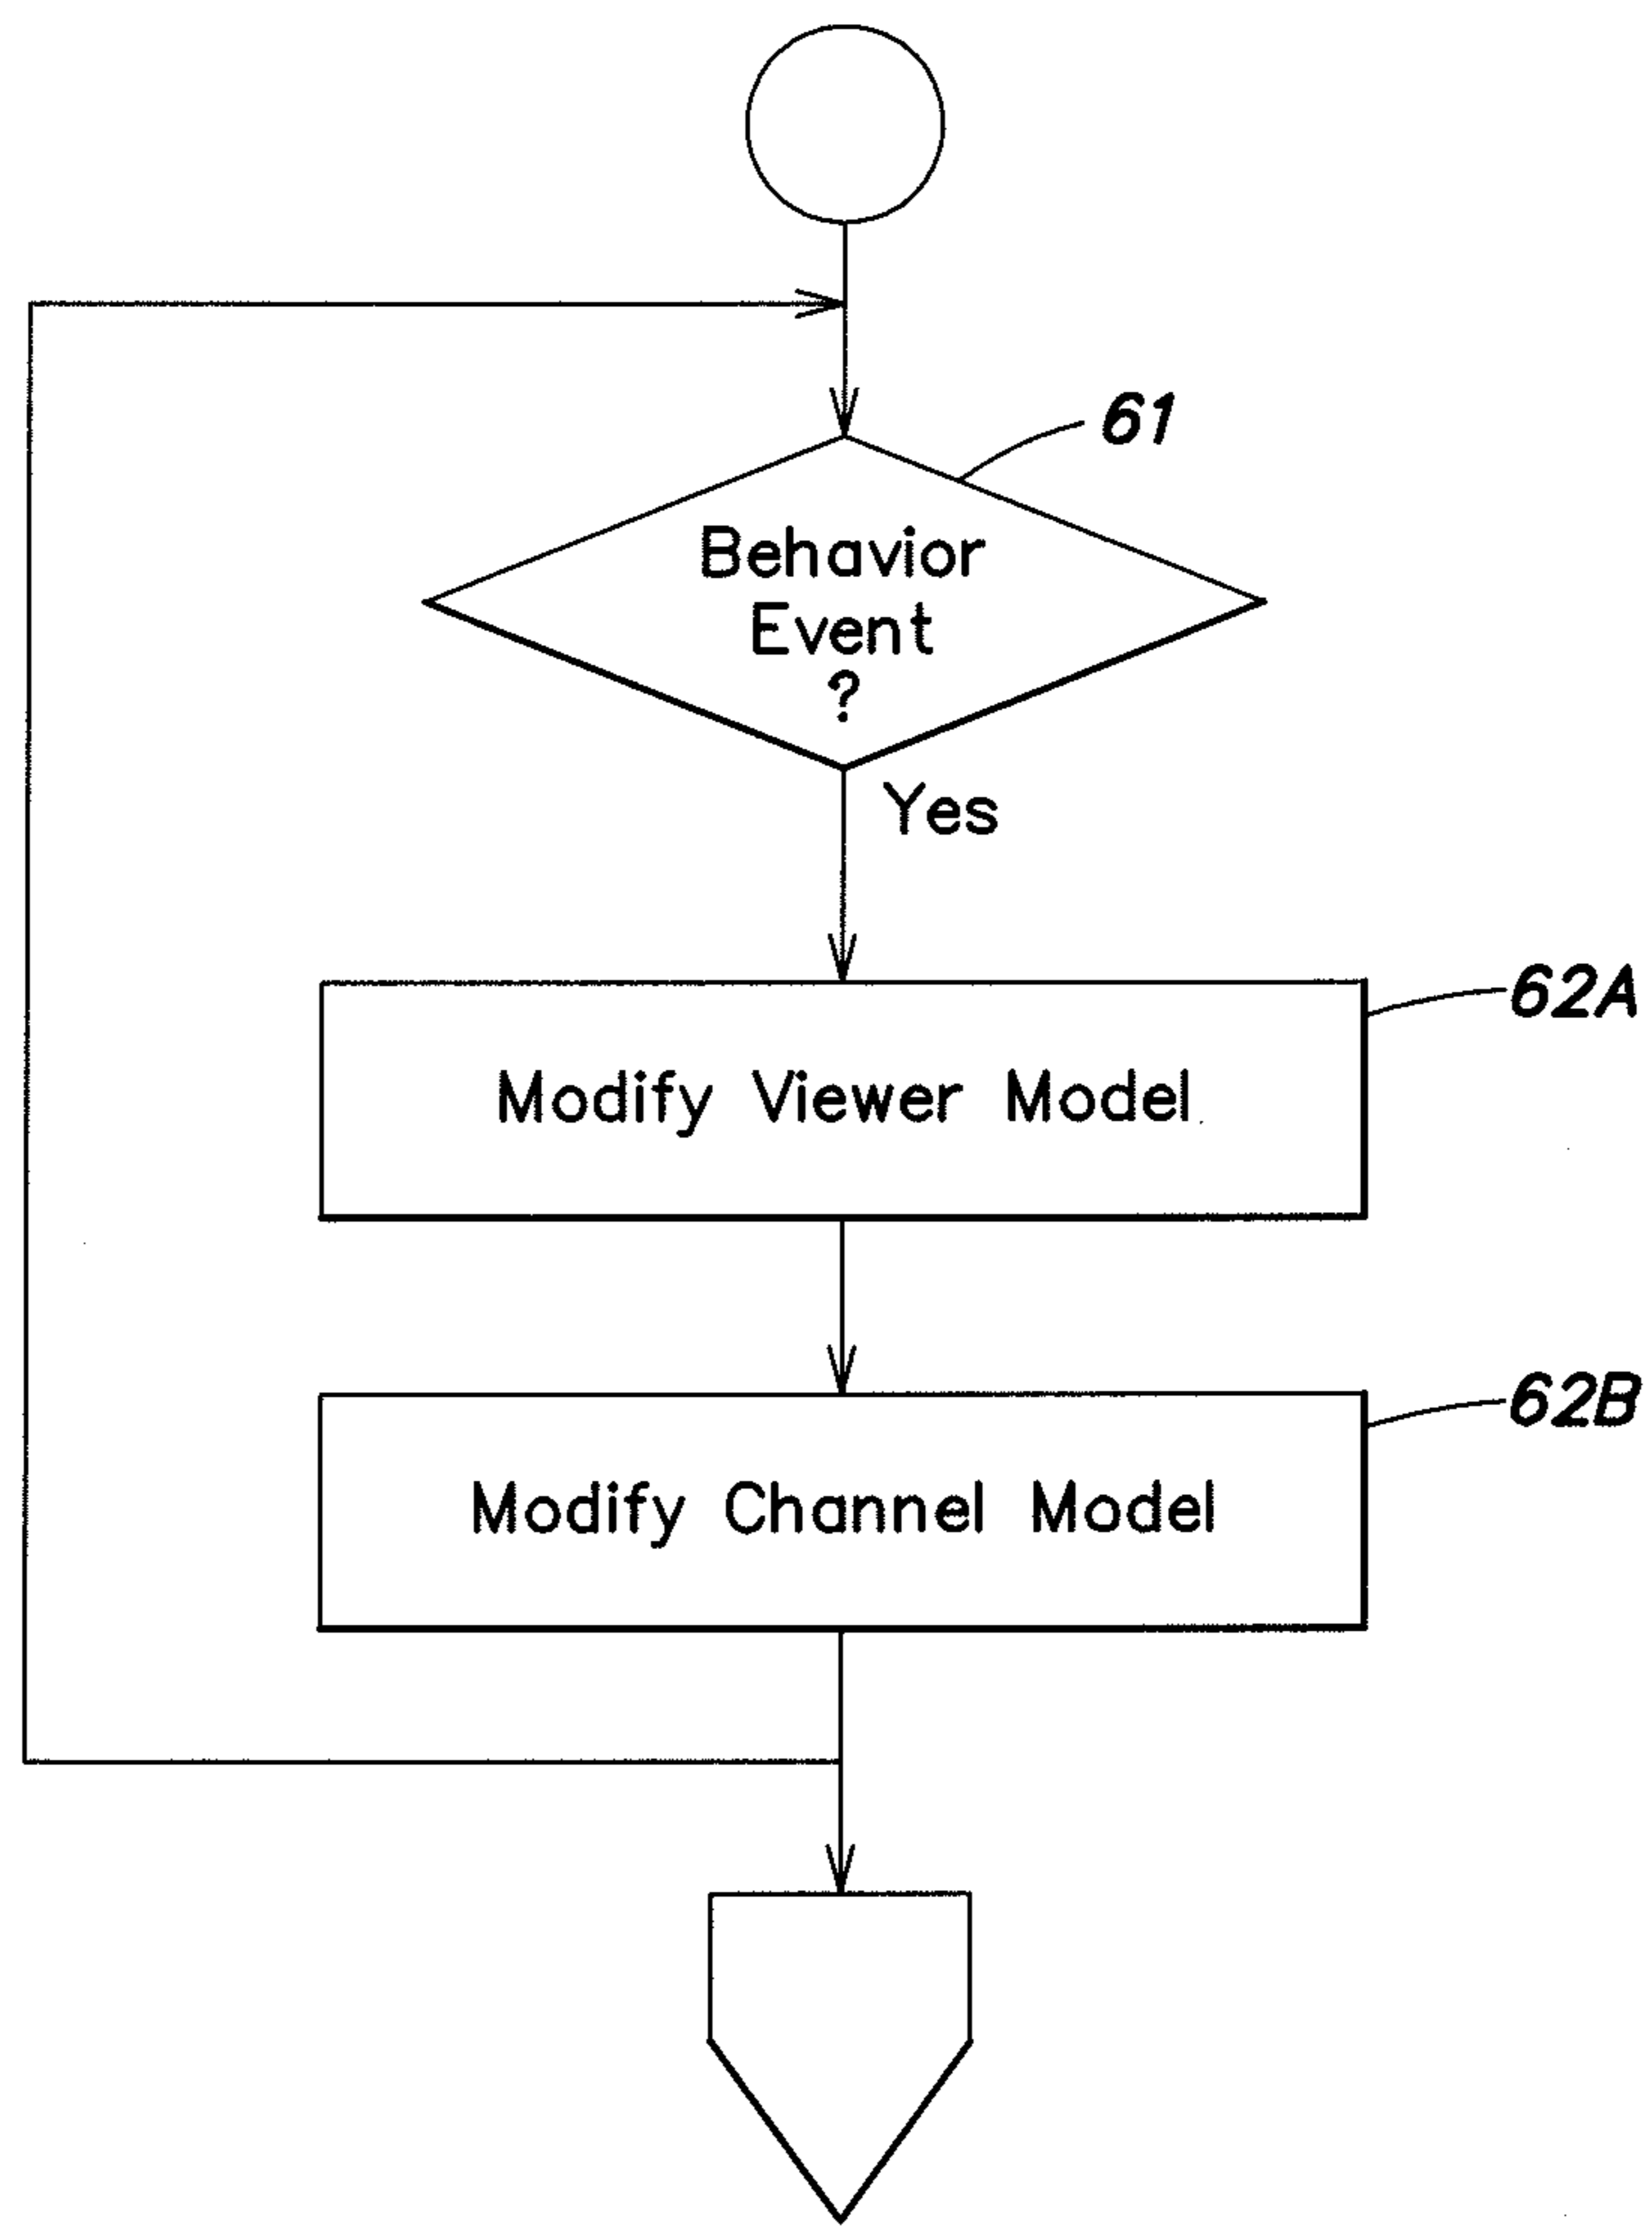 61
Behavior
Event
?
Yes
62A
Modify Viewer Model
62B
Modify Channel Model